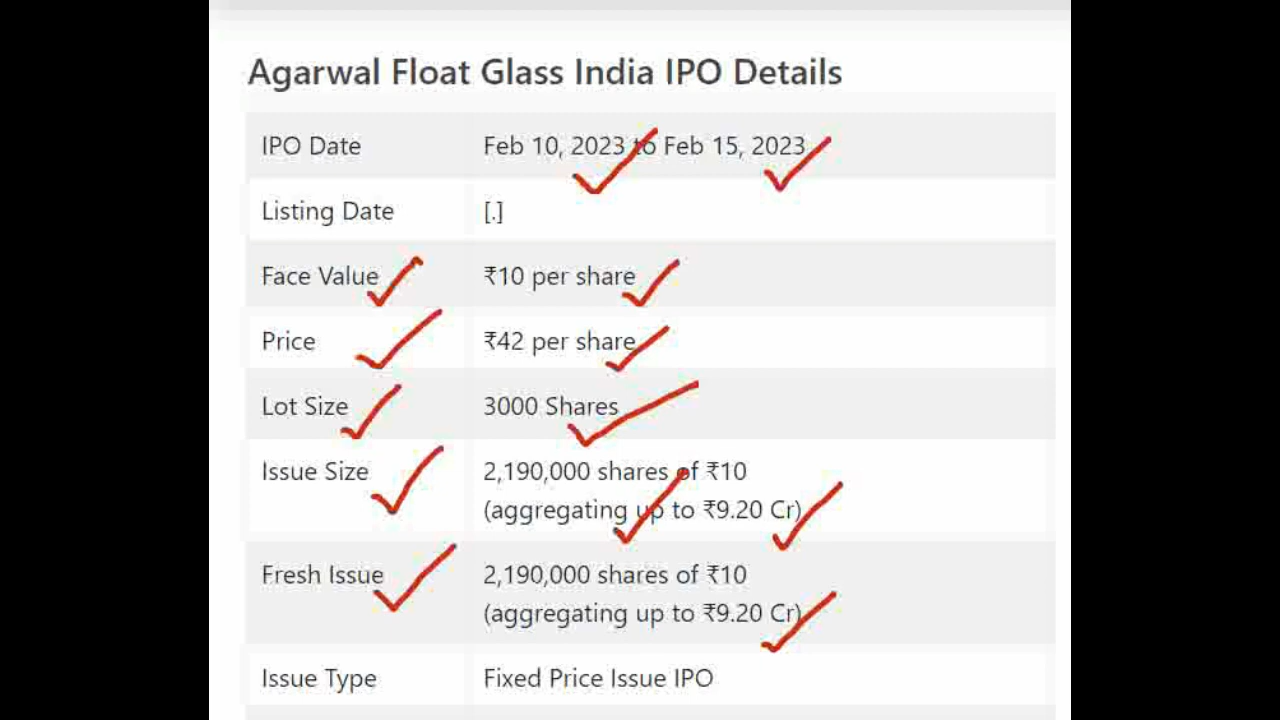 Agarwal Float Glass India IPO Details
IPO Date Feb 10, 2023 to Feb 15, 2023
Listing Date [.]
Face Value ₹10 per share
Price ₹42 per share
Lot Size 3000 Shares
Issue Size 2,190,000 shares of ₹10
(aggregating up to ₹9.20 Cr)
Fresh Issue 2,190,000 shares of ₹10
(aggregating up to ₹9.20 Cr)
Issue Type Fixed Price Issue IPO